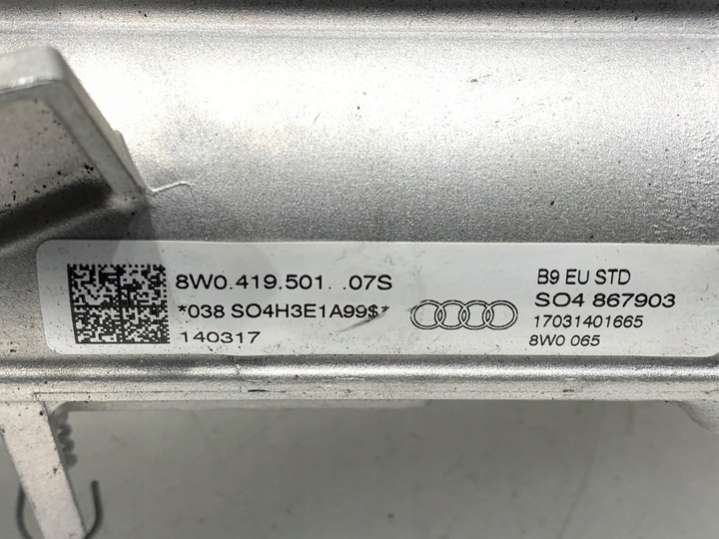 8W0.419.501. .07S
*038 SO4H3E1A99$*
140317
B9 EU STD
SO4 867903
17031401665
8W0 065